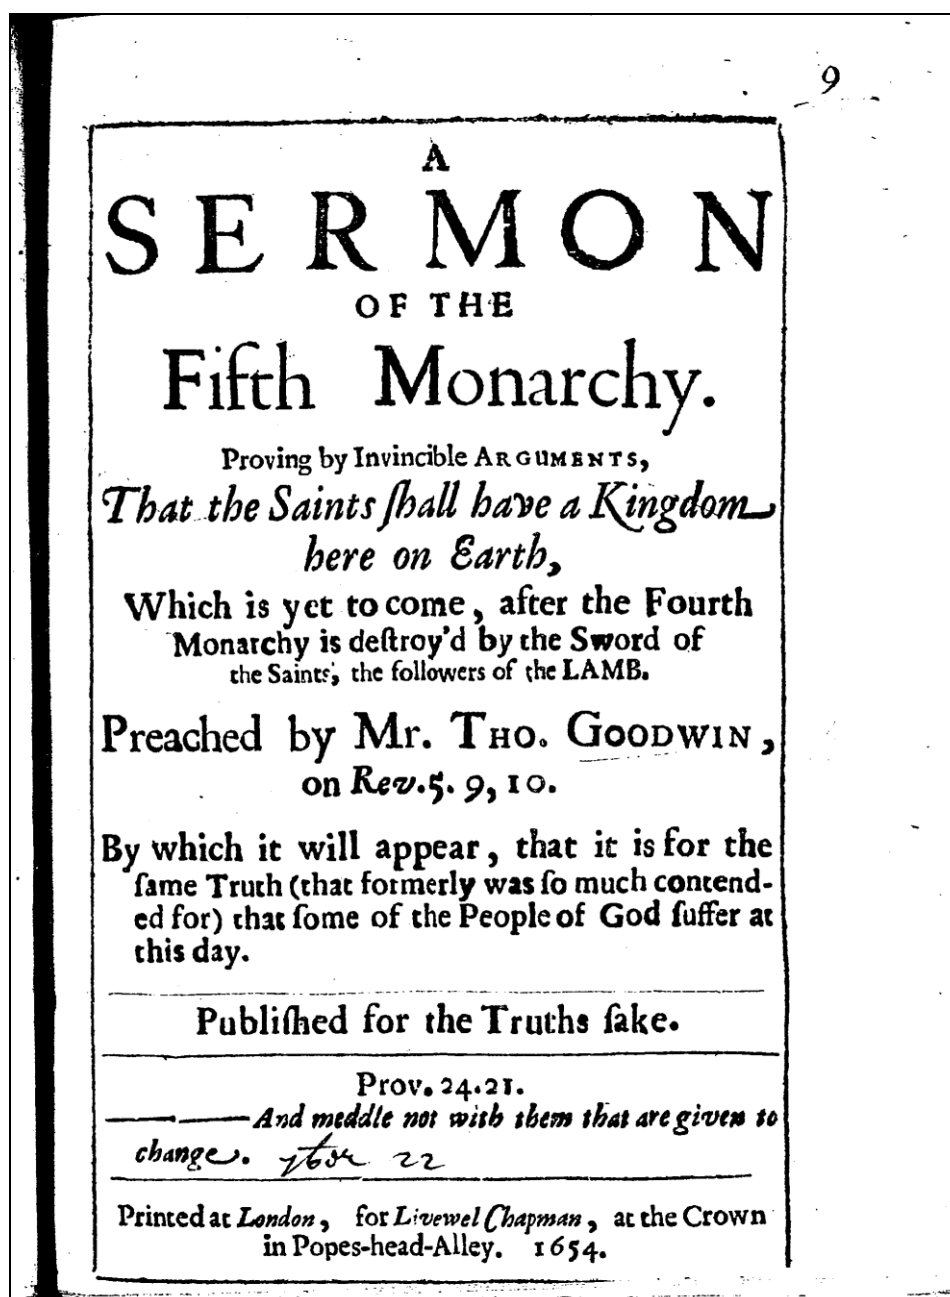 9
A
SERMON
OF THE
Fifth Monarchy.
Proving by Invincible ARGUMENTS,
That the Saints ſhall have a Kingdom
here on Earth,
Which is yet to come, after the Fourth
Monarchy is deſtroy'd by the Sword of
the Saints, the followers of the LAMB.
Preached by Mr. THO. GOODWIN,
on Rev. 5. 9, 10.
By which it will appear, that it is for the
ſame Truth (that formerly was ſo much contend-
ed for) that ſome of the People of God ſuffer at
this day.
Publiſhed for the Truths ſake.
Prov. 24.21.
———And meddle not with them that are given to
change. 22
Printed at London, for Livewel Chapman, at the Crown
in Popes-head-Alley. 1654.